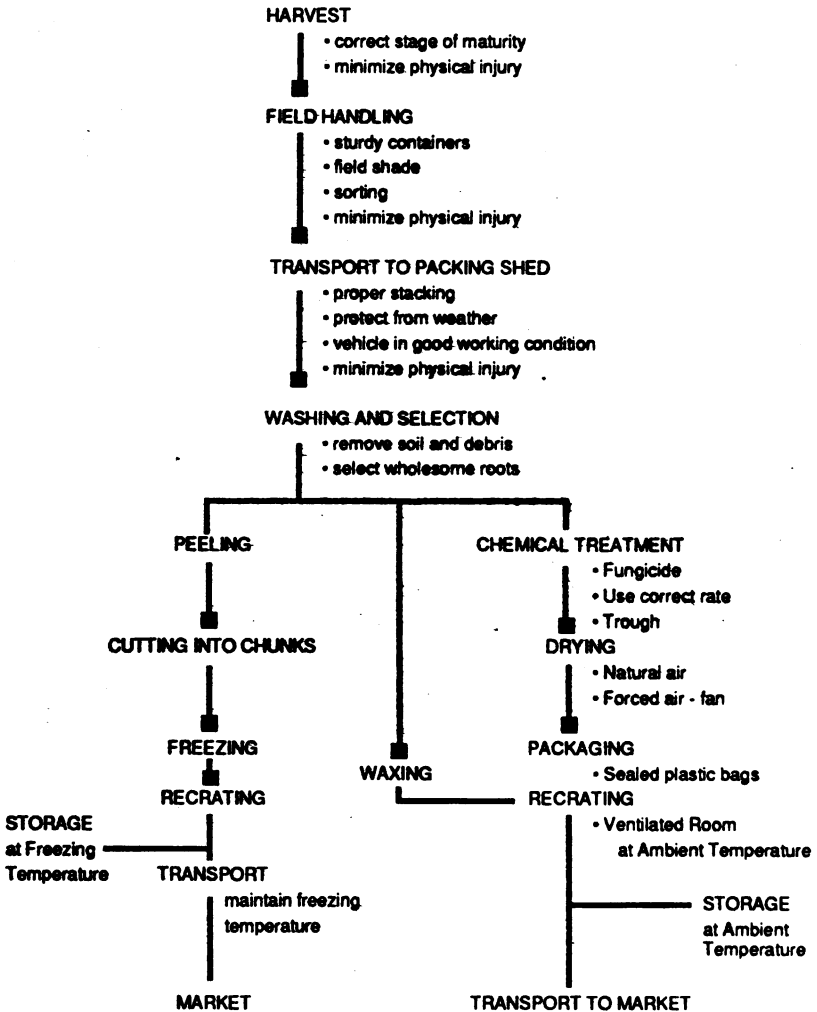 HARVEST
• correct stage of maturity
• minimize physical injury
FIELD HANDLING
• sturdy containers
• field shade
• sorting
• minimize physical injury
TRANSPORT TO PACKING SHED
• proper stacking
• protect from weather
• vehicle in good working condition
• minimize physical injury
WASHING AND SELECTION
• remove soil and debris
• select wholesome roots
PEELING
CUTTING INTO CHUNKS
FREEZING
RECRATING
STORAGE
at Freezing
Temperature
TRANSPORT
maintain freezing
temperature
MARKET
WAXING
CHEMICAL TREATMENT
• Fungicide
• Use correct rate
• Trough
DRYING
• Natural air
• Forced air - fan
PACKAGING
• Sealed plastic bags
RECRATING
• Ventilated Room
at Ambient Temperature
STORAGE
at Ambient
Temperature
TRANSPORT TO MARKET